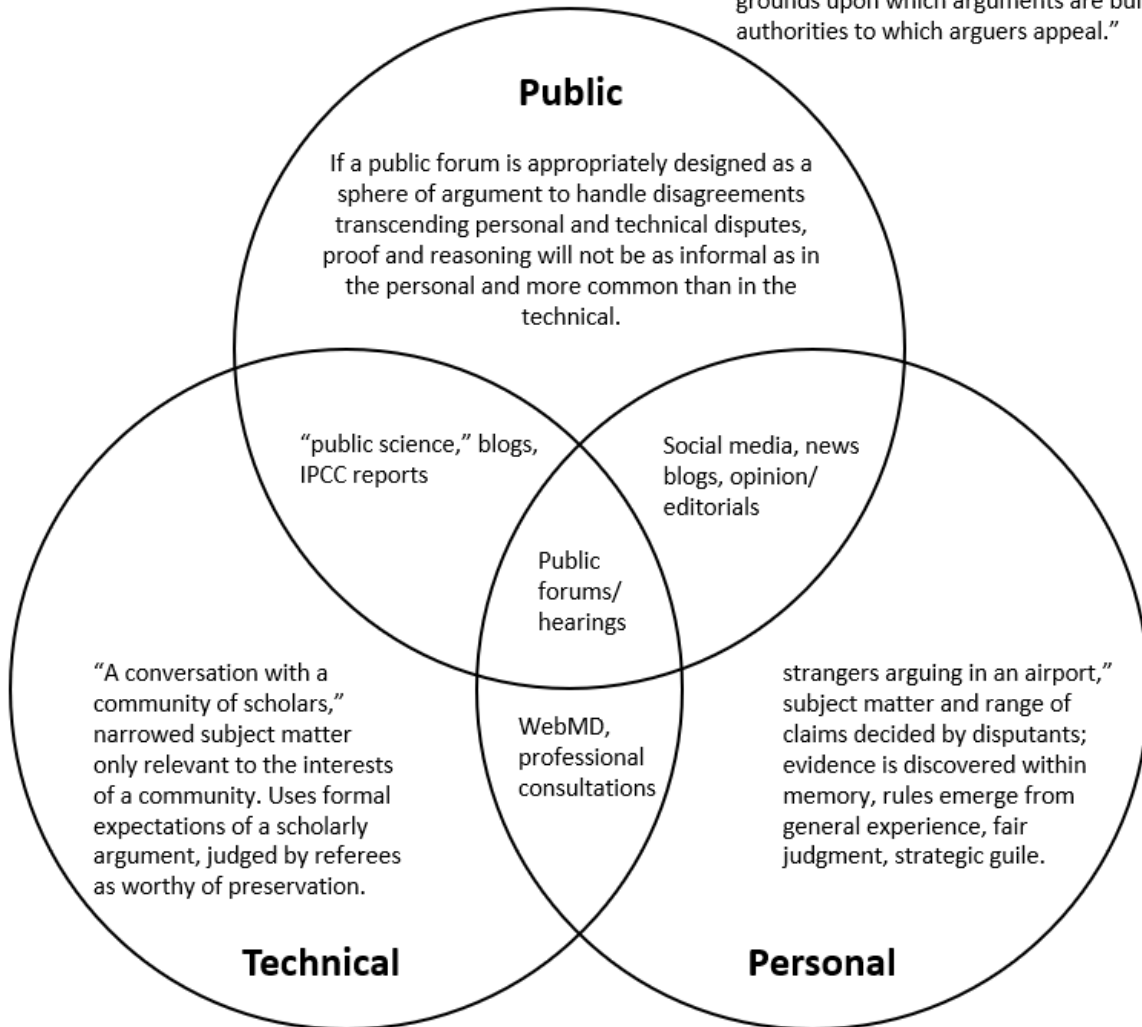 grounds upon which arguments are
authorities to which arguers appeal.”
Public
If a public forum is appropriately designed as a
sphere of argument to handle disagreements
transcending personal and technical disputes,
proof and reasoning will not be as informal as in
the personal and more common than in the
technical.
“public science,” blogs,
IPCC reports
Social media, news
blogs, opinion/
editorials
Public
forums/
hearings
“A conversation with a
community of scholars,”
narrowed subject matter
only relevant to the interests
of a community. Uses formal
expectations of a scholarly
argument, judged by referees
as worthy of preservation.
WebMD,
professional
consultations
strangers arguing in an airport,”
subject matter and range of
claims decided by disputants;
evidence is discovered within
memory, rules emerge from
general experience, fair
judgment, strategic guile.
Technical
Personal